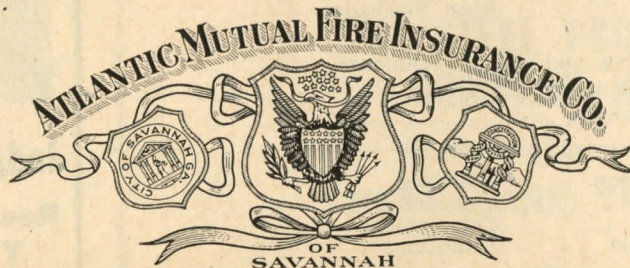 ATLANTIC MUTUAL FIRE INSURANCE CO.
CITY OF SAVANNAH GA.
CONSTITUTION
OF
SAVANNAH